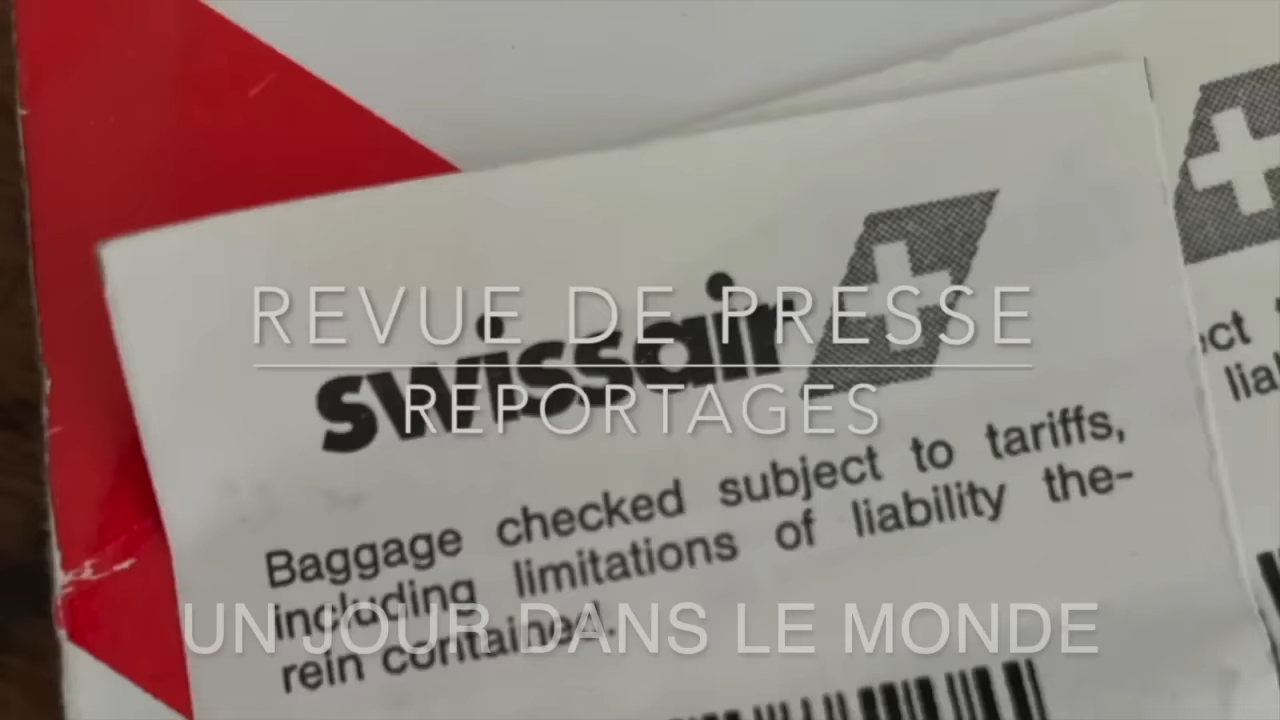 REVUE DE PRESSE
swissair
REPORTAGES
Baggage checked subject to tariffs,
including limitations of liability the-
rein contained.
UN JOUR DANS LE MONDE
ct
lia